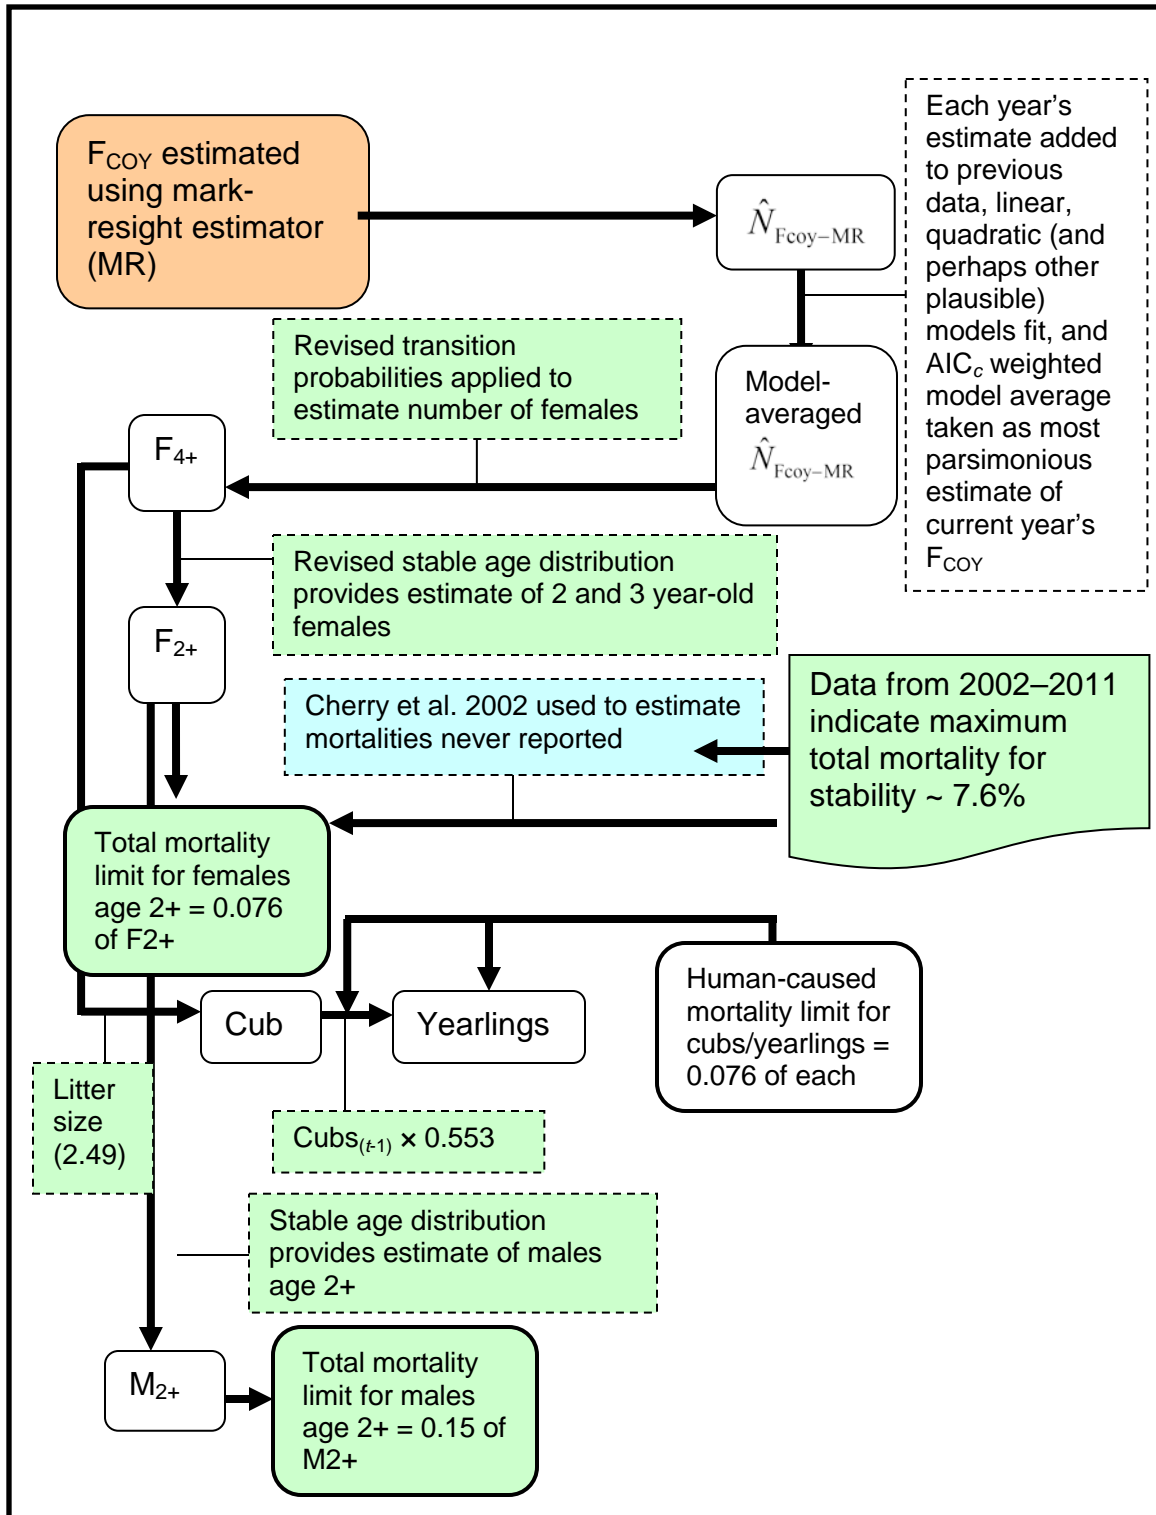 F_COY estimated
using mark-
resight estimator
(MR)
N̂_Fcoy–MR
Each year’s
estimate added
to previous
data, linear,
quadratic (and
perhaps other
plausible)
models fit, and
AIC_c weighted
model average
taken as most
parsimonious
estimate of
current year’s
F_COY
Revised transition
probabilities applied to
estimate number of females
Model-
averaged
N̂_Fcoy–MR
F_4+
Revised stable age distribution
provides estimate of 2 and 3 year-old
females
F_2+
Cherry et al. 2002 used to estimate
mortalities never reported
Data from 2002–2011
indicate maximum
total mortality for
stability ~ 7.6%
Total mortality
limit for females
age 2+ = 0.076
of F2+
Cub
Yearlings
Human-caused
mortality limit for
cubs/yearlings =
0.076 of each
Litter
size
(2.49)
Cubs_(t-1) × 0.553
Stable age distribution
provides estimate of males
age 2+
M_2+
Total mortality
limit for males
age 2+ = 0.15 of
M2+